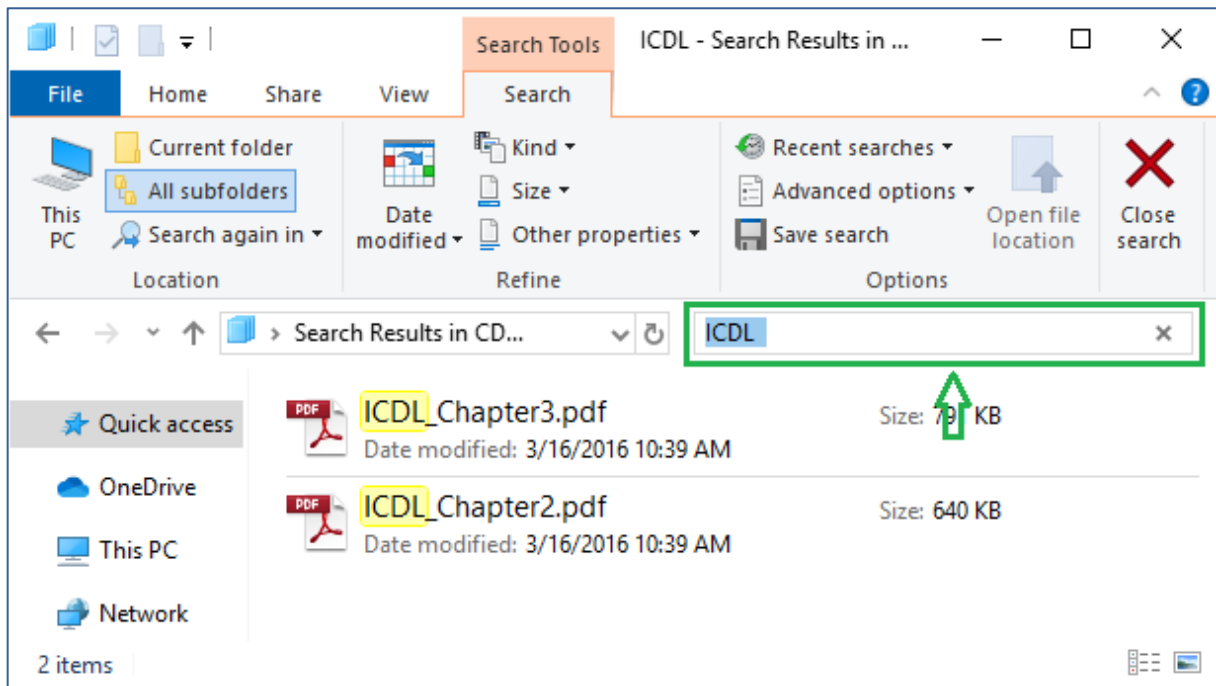 Search Tools ICDL - Search Results in ...
File Home Share View Search
This PC
Current folder
All subfolders
Search again in
Location
Date modified
Kind
Size
Other properties
Refine
Recent searches
Advanced options
Save search
Open file location
Options
Close search
Search Results in CD...
ICDL
Quick access
OneDrive
This PC
Network
PDF
ICDL_Chapter3.pdf
Date modified: 3/16/2016 10:39 AM
Size: KB
PDF
ICDL_Chapter2.pdf
Date modified: 3/16/2016 10:39 AM
Size: 640 KB
2 items